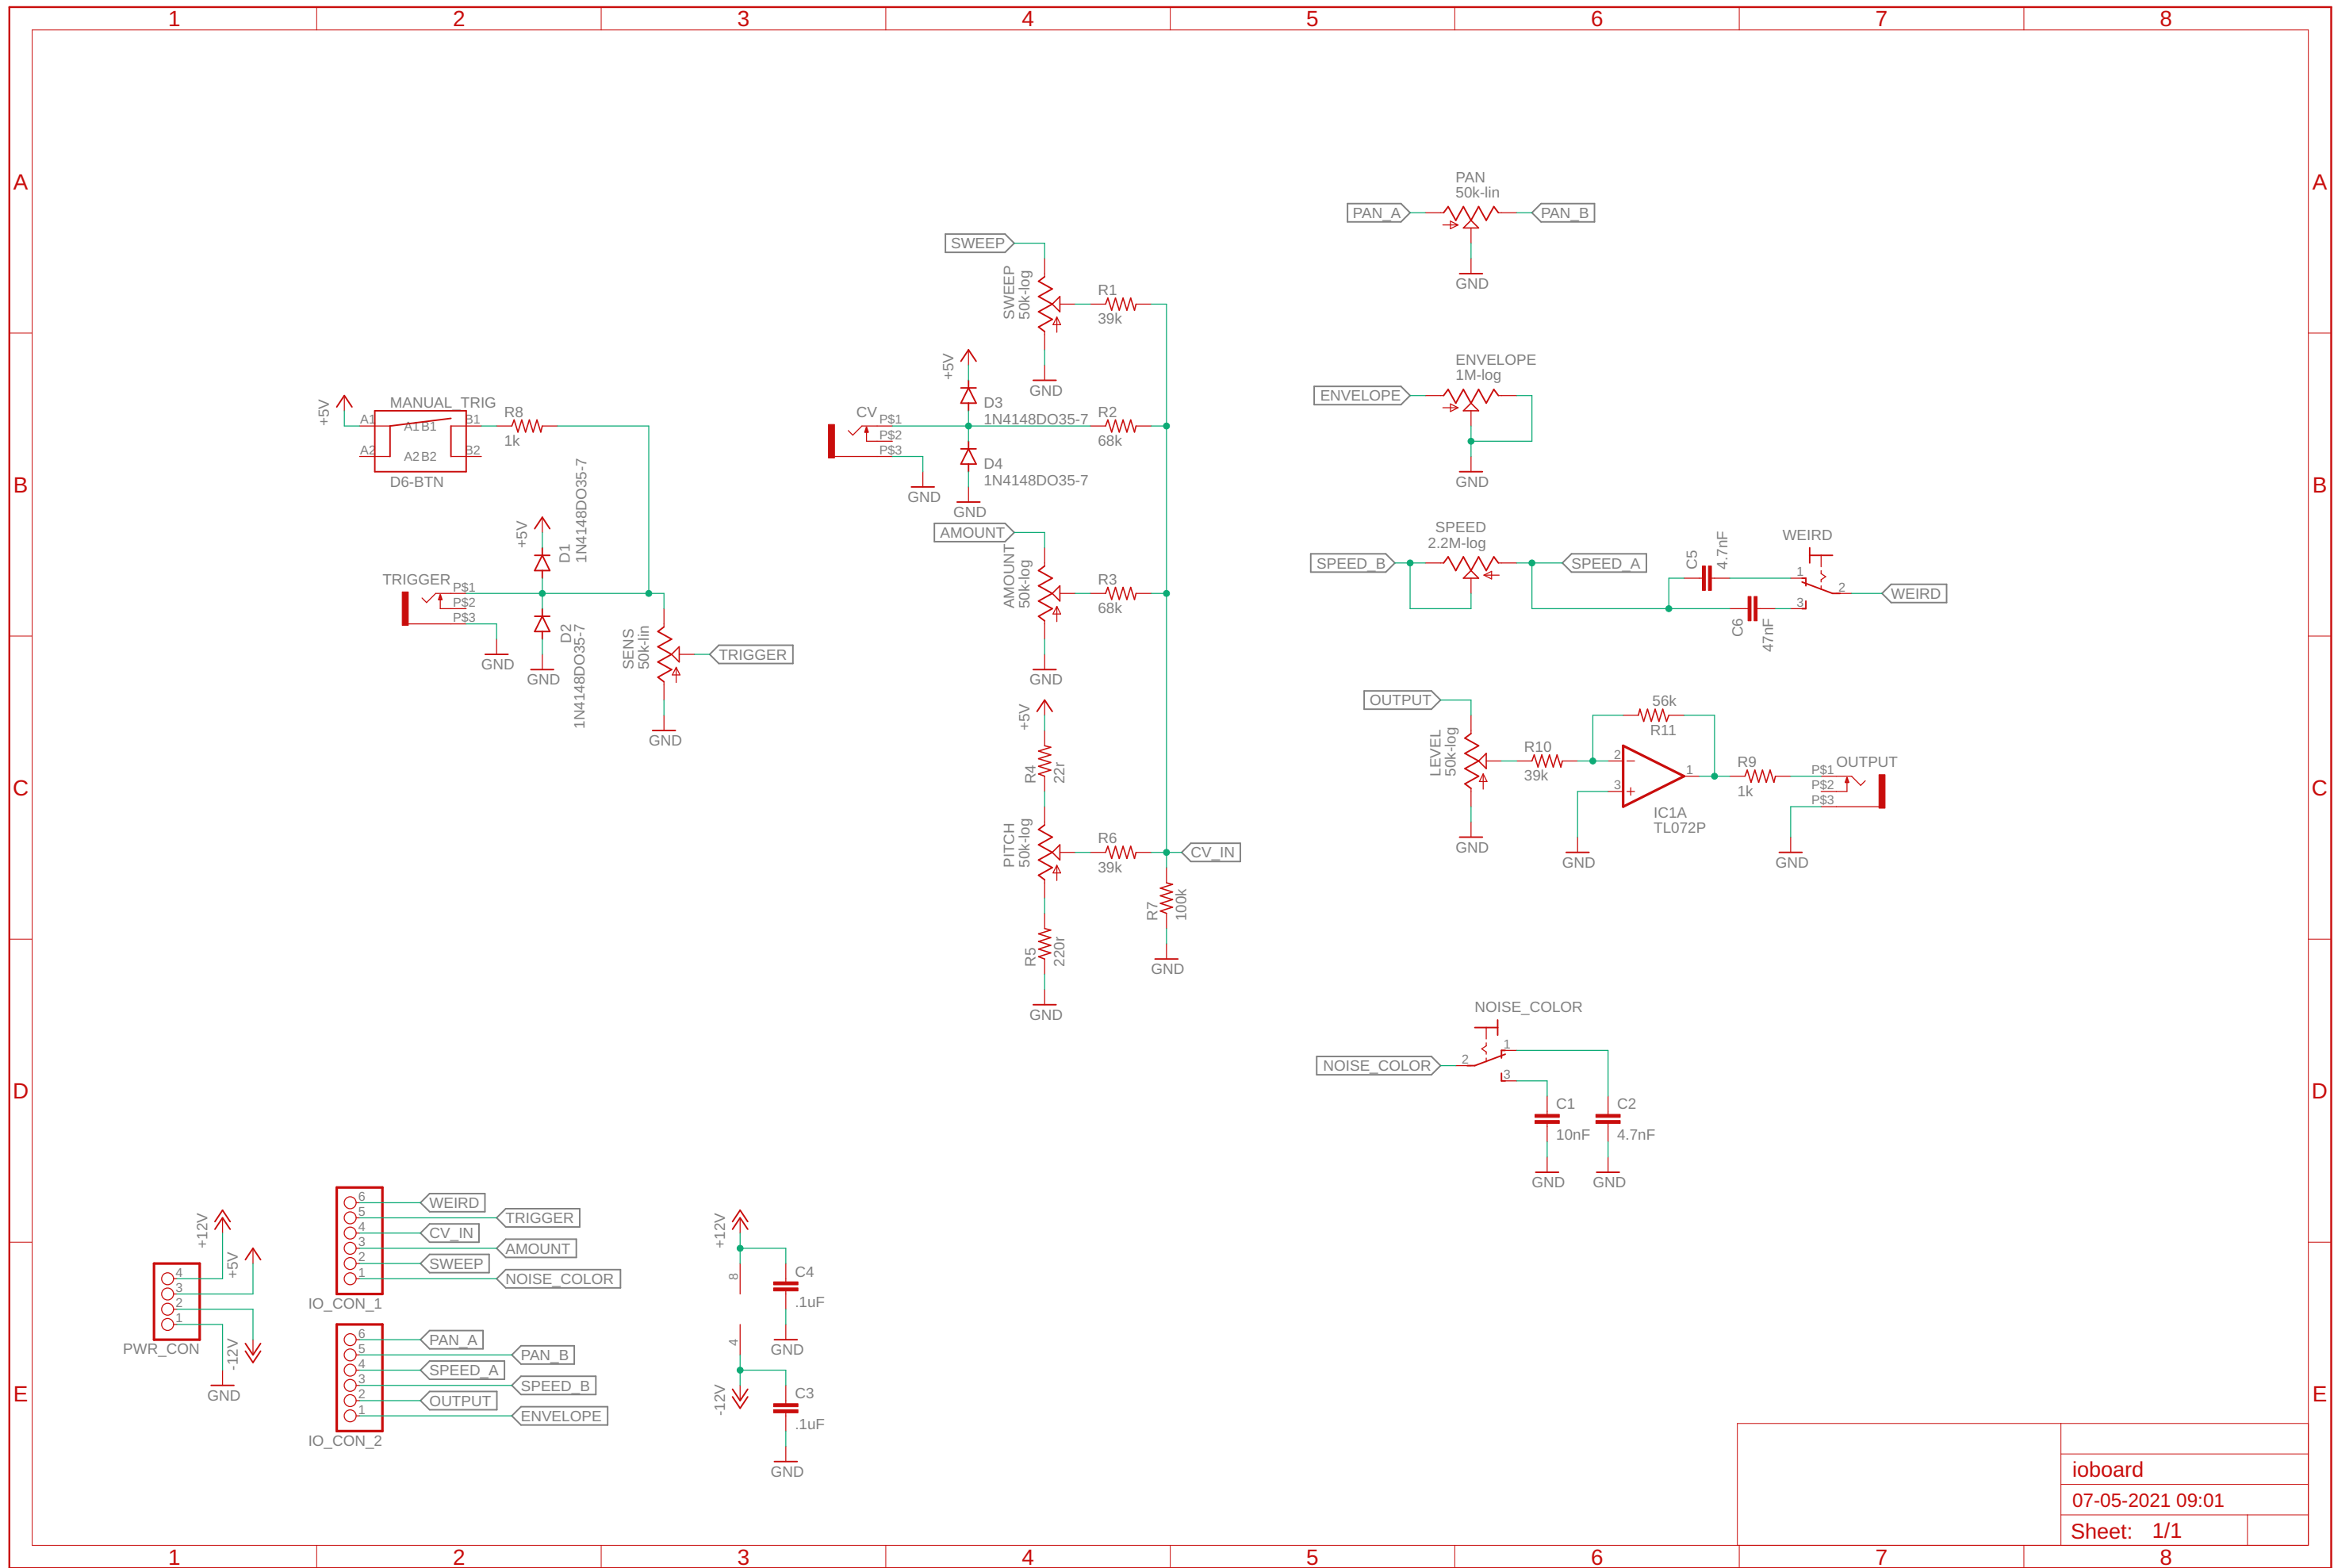 1 2 3 4 5 6 7 8
A A
PAN
50k-lin
PAN_A PAN_B
GND
SWEEP
SWEEP
50k-log
R1
39k
GND
+5V
MANUAL_TRIG
A1 A1 B1 B1
A2 A2 B2 B2
D6-BTN
R8
1k
+5V
D3
1N4148DO35-7
CV P$1
P$2
P$3
D4
1N4148DO35-7
R2
68k
GND
GND
ENVELOPE
1M-log
ENVELOPE
GND
B B
+5V
D1
1N4148DO35-7
TRIGGER P$1
P$2
P$3
GND
D2
1N4148DO35-7
GND
SENS
50k-lin
TRIGGER
GND
AMOUNT
AMOUNT
50k-log
R3
68k
GND
SPEED
2.2M-log
SPEED_B SPEED_A
C5
4.7nF
WEIRD
1
2
3
C6
47nF
WEIRD
+5V
R4
22r
PITCH
50k-log
R6
39k
CV_IN
R7
100k
GND
R5
220r
GND
OUTPUT
LEVEL
50k-log
GND
R10
39k
56k
R11
2
3
1
IC1A
TL072P
GND
R9
1k
P$1 OUTPUT
P$2
P$3
GND
C C
NOISE_COLOR
NOISE_COLOR 2
1
3
C1
10nF
C2
4.7nF
GND GND
D D
+12V
+5V
4
3
2
1
PWR_CON
-12V
GND
6 WEIRD
5 TRIGGER
4 CV_IN
3 AMOUNT
2 SWEEP
1 NOISE_COLOR
IO_CON_1
6 PAN_A
5 PAN_B
4 SPEED_A
3 SPEED_B
2 OUTPUT
1 ENVELOPE
IO_CON_2
+12V
8
C4
.1uF
GND
4
-12V
C3
.1uF
GND
E E
ioboard
07-05-2021 09:01
Sheet: 1/1
1 2 3 4 5 6 7 8